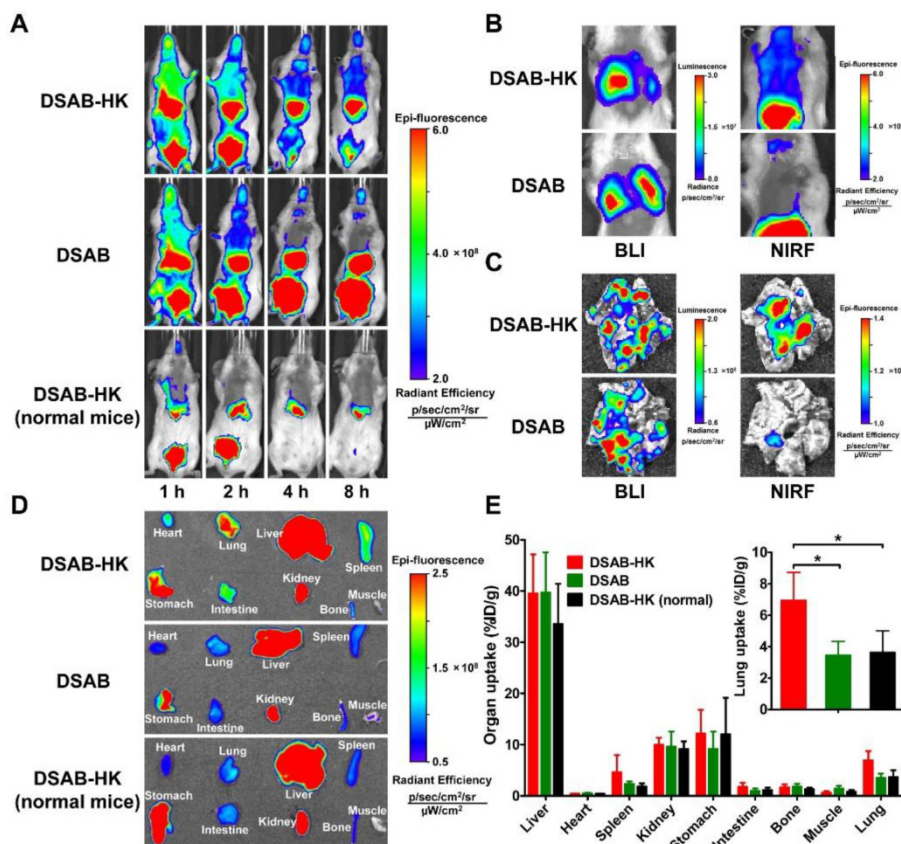 A
DSAB-HK
DSAB
DSAB-HK
(normal mice)
1 h
2 h
4 h
8 h
Epi-fluorescence
6.0
4.0 × 10⁸
2.0
Radiant Efficiency
p/sec/cm²/sr
µW/cm²
B
DSAB-HK
DSAB
BLI
NIRF
Luminescence
3.0
1.5 ×10⁷
0.0
Radiance
p/sec/cm²/sr
Epi-fluorescence
6.0
4.0
2.0
Radiant Efficiency
p/sec/cm²/sr
µW/cm²
C
DSAB-HK
DSAB
BLI
NIRF
Luminescence
2.0
0.6
Radiance
p/sec/cm²/sr
Epi-fluorescence
1.4
1.2
1.0
Radiant Efficiency
p/sec/cm²/sr
µW/cm²
D
DSAB-HK
Heart
Lung
Liver
Spleen
Stomach
Intestine
Kidney
Bone
Muscle
DSAB
Heart
Lung
Liver
Spleen
Stomach
Intestine
Kidney
Bone
Muscle
DSAB-HK
(normal mice)
Heart
Lung
Liver
Spleen
Stomach
Intestine
Kidney
Bone
Muscle
Epi-fluorescence
2.5
1.5 × 10⁸
0.5
Radiant Efficiency
p/sec/cm²/sr
µW/cm²
E
Organ uptake (%ID/g)
50
40
30
20
10
0
DSAB-HK
DSAB
DSAB-HK (normal)
Liver
Heart
Spleen
Kidney
Stomach
Intestine
Bone
Muscle
Lung
Lung uptake (%ID/g)
10
8
6
4
2
0
*
*